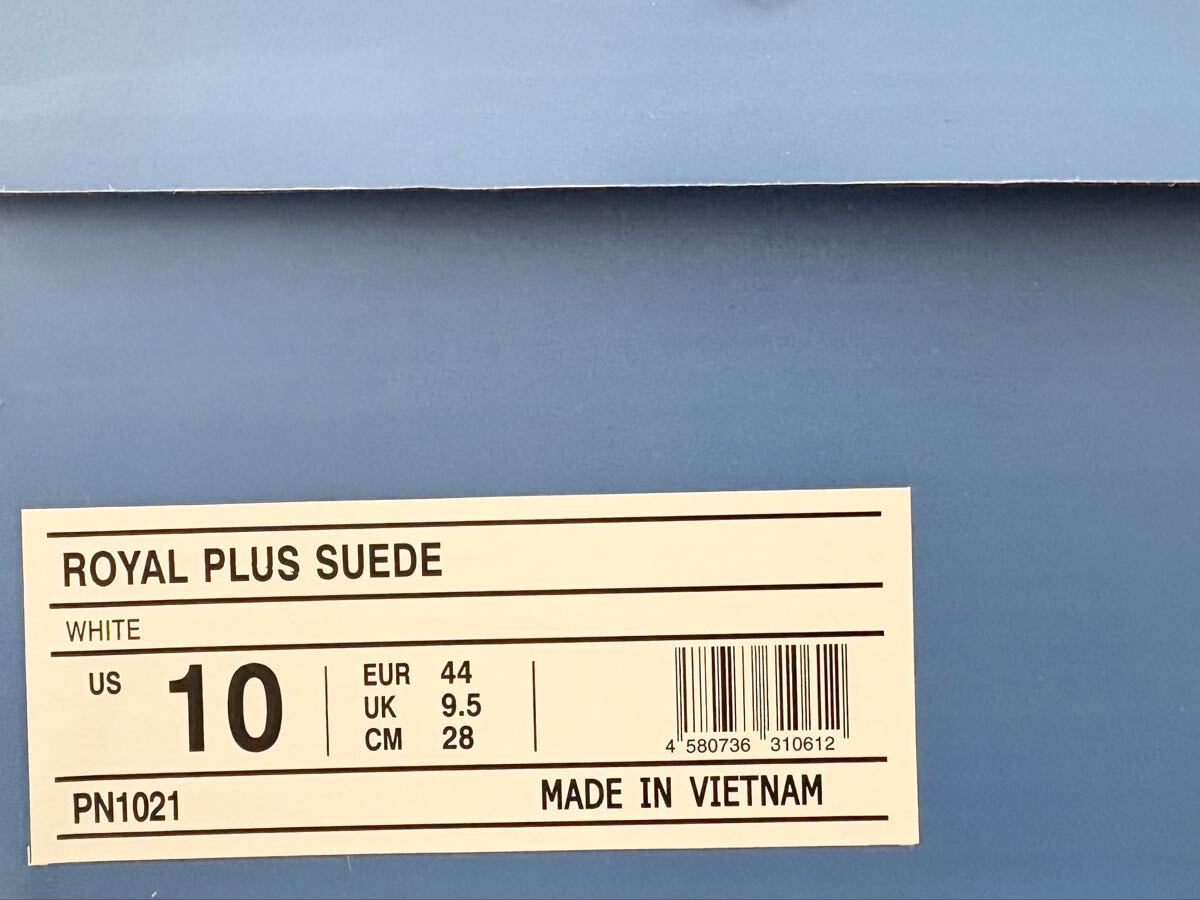 ROYAL PLUS SUEDE
WHITE
US 10
EUR 44
UK 9.5
CM 28
4 580736 310612
PN1021 MADE IN VIETNAM